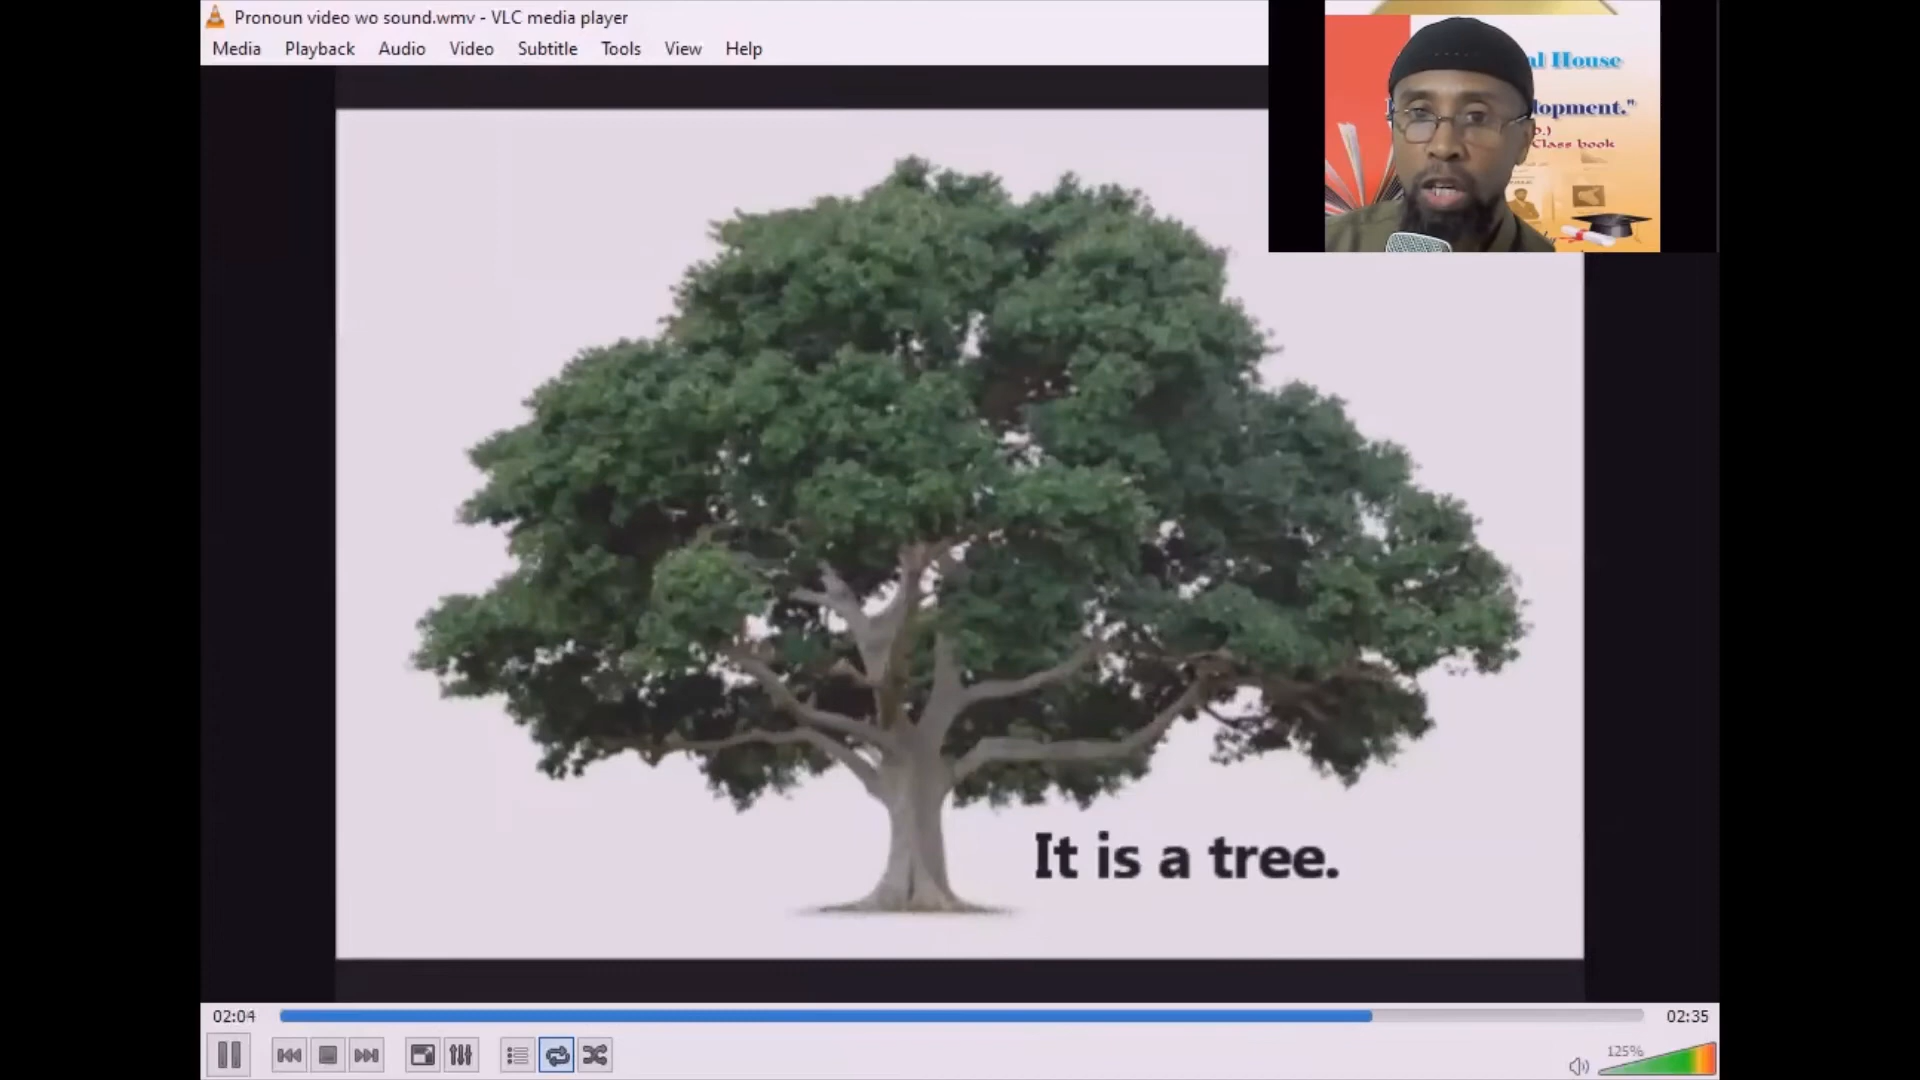 Pronoun video wo sound.wmv - VLC media player
Media Playback Audio Video Subtitle Tools View Help
House
Class book
It is a tree.
02:04
02:35
125%